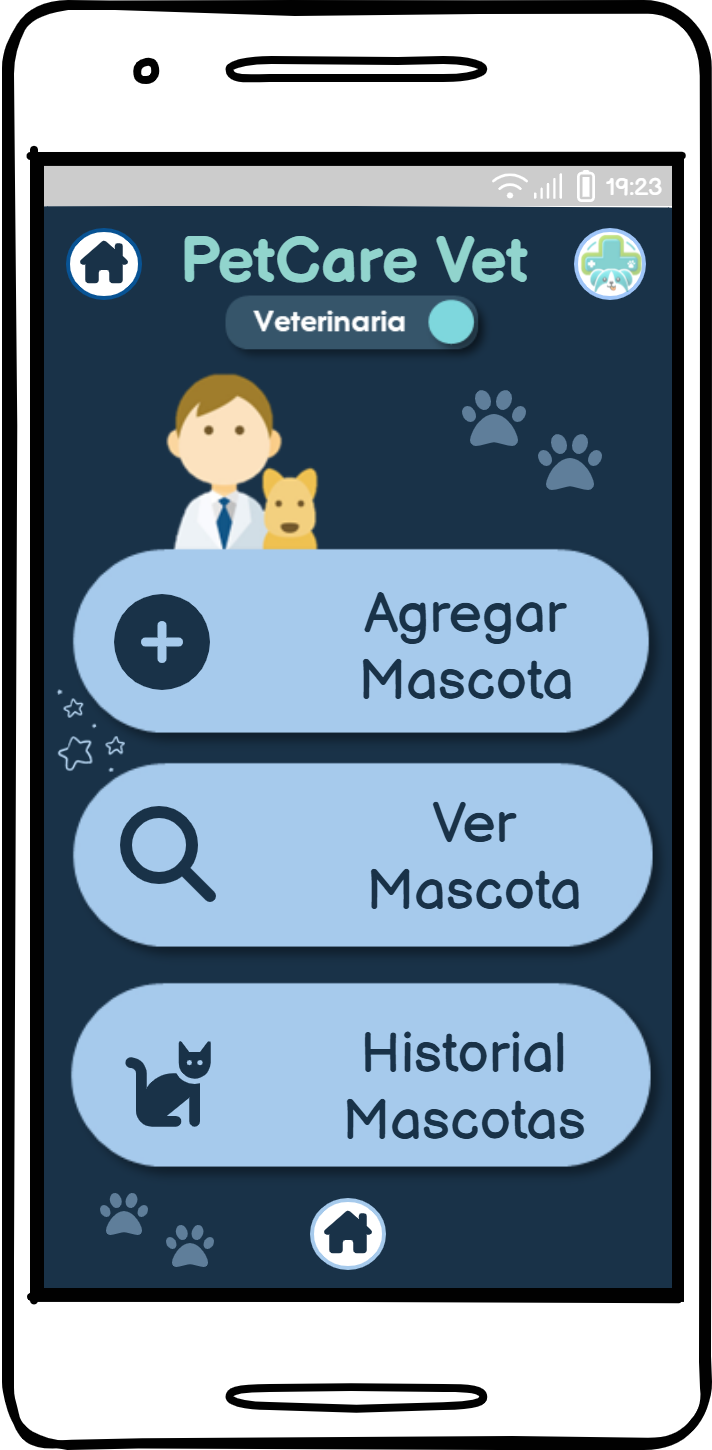 19:23
PetCare Vet
Veterinaria
Agregar
Mascota
Ver
Mascota
Historial
Mascotas